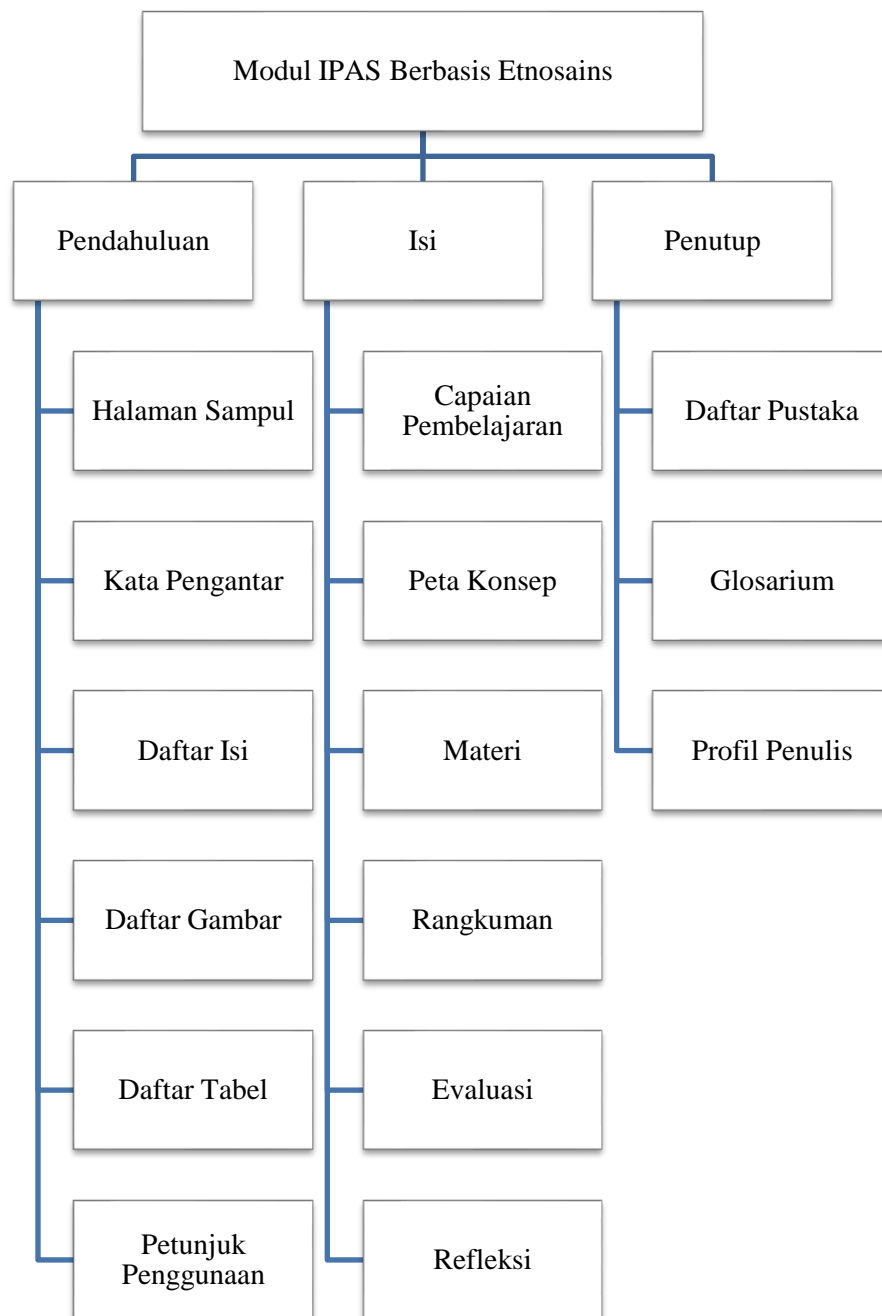 Modul IPAS Berbasis Etnosains
Pendahuluan
Halaman Sampul
Kata Pengantar
Daftar Isi
Daftar Gambar
Daftar Tabel
Petunjuk
Penggunaan
Isi
Capaian
Pembelajaran
Peta Konsep
Materi
Rangkuman
Evaluasi
Refleksi
Penutup
Daftar Pustaka
Glosarium
Profil Penulis